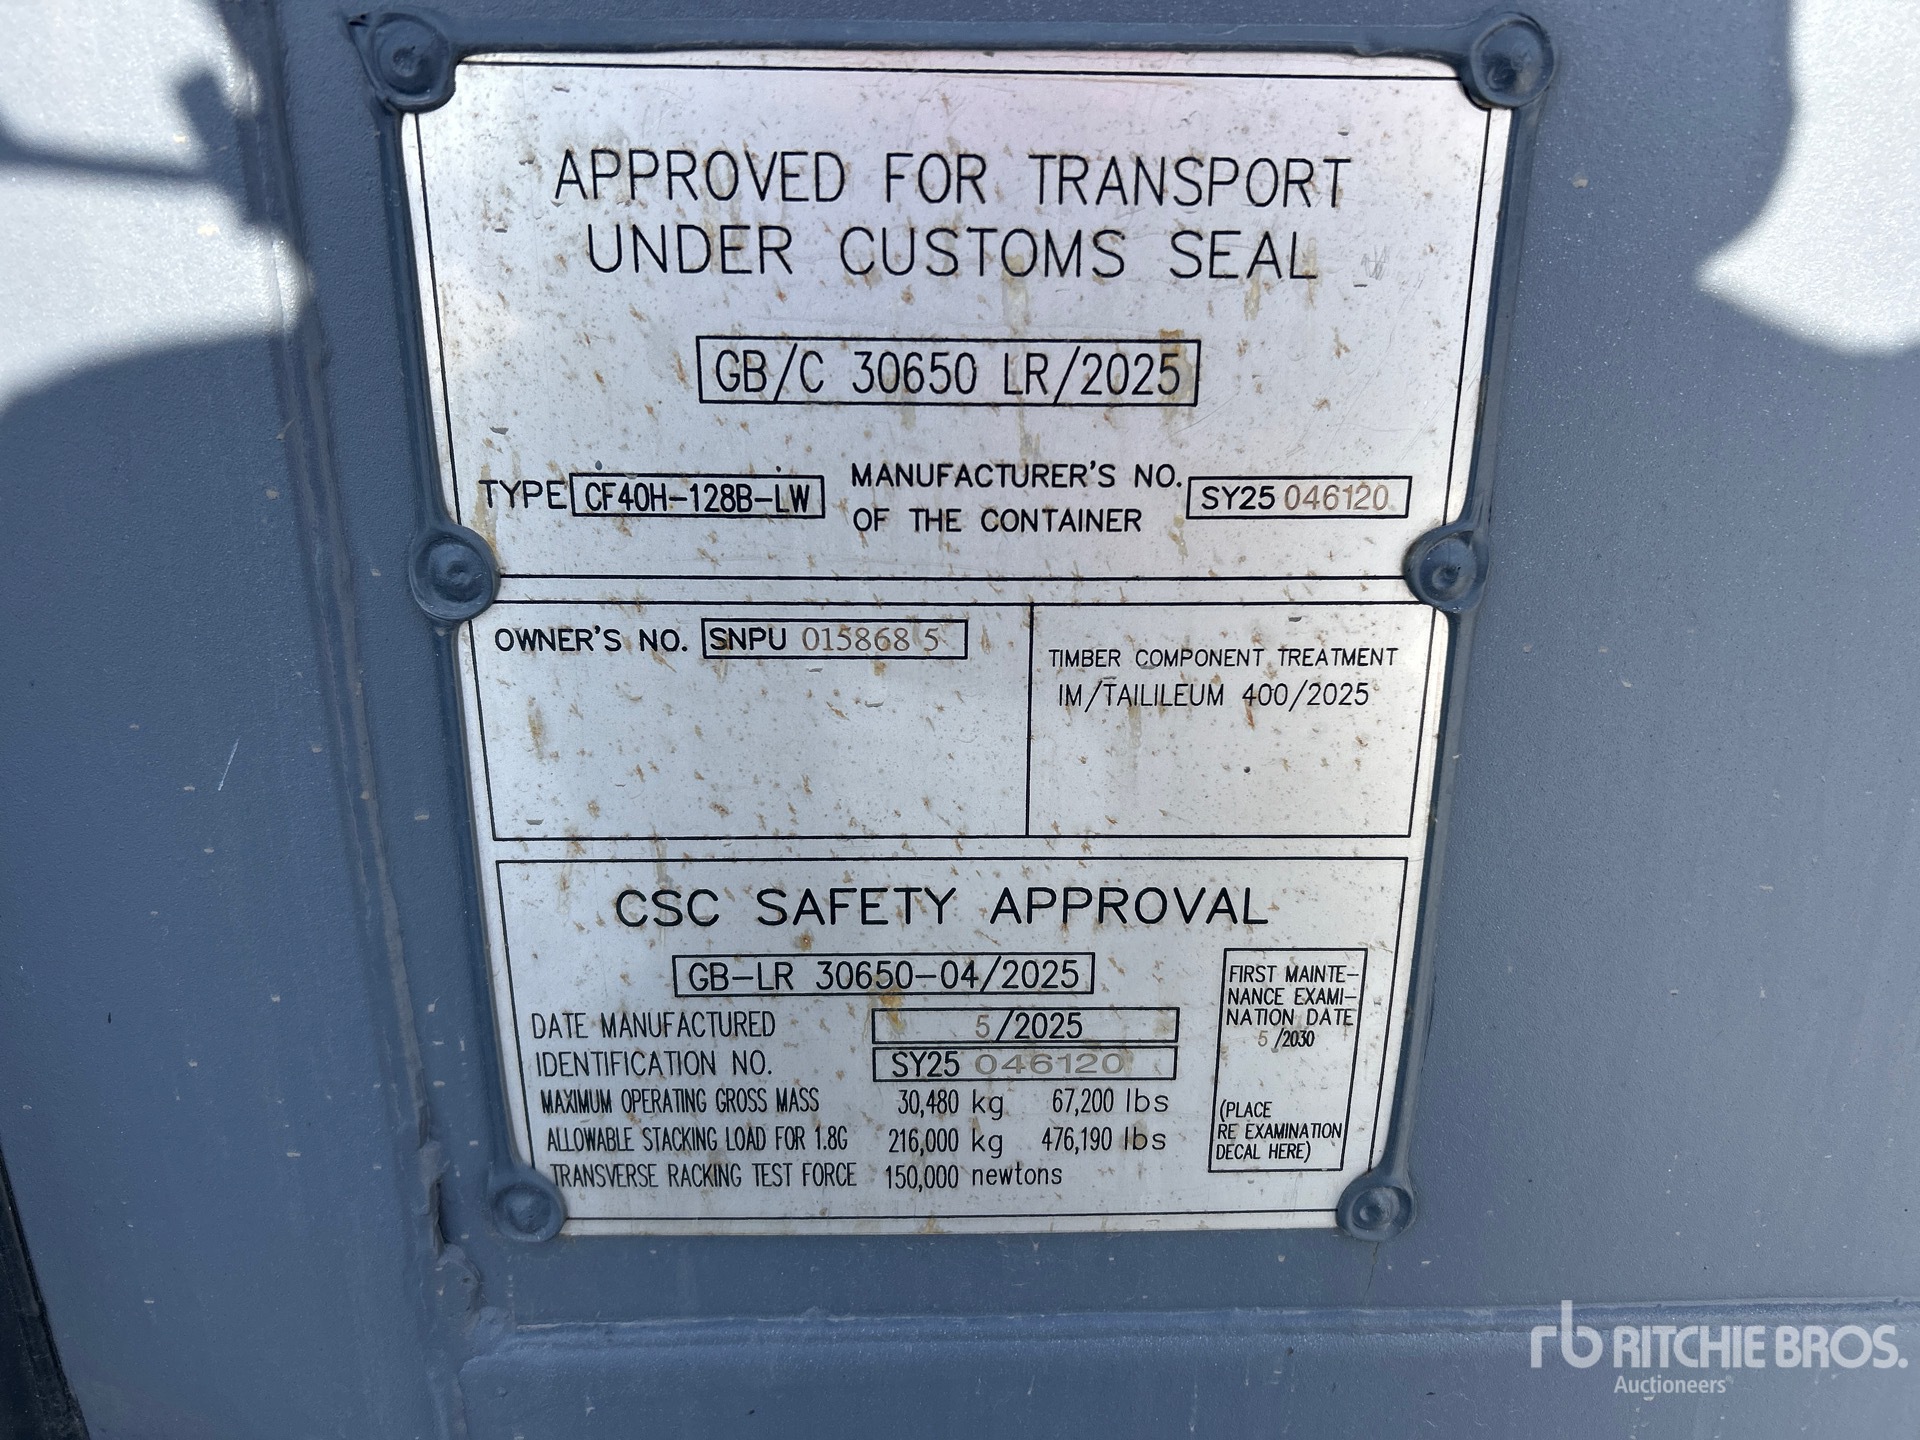 APPROVED FOR TRANSPORT
UNDER CUSTOMS SEAL
GB/C 30650 LR/2025
TYPE CF40H-128B-LW
MANUFACTURER'S NO.
OF THE CONTAINER
SY25 046120
OWNER'S NO. SNPU 015868 5
TIMBER COMPONENT TREATMENT
IM/TAILILEUM 400/2025
CSC SAFETY APPROVAL
GB-LR 30650-04/2025
DATE MANUFACTURED 5/2025
IDENTIFICATION NO. SY25 046120
MAXIMUM OPERATING GROSS MASS 30,480 kg 67,200 lbs
ALLOWABLE STACKING LOAD FOR 1.8G 216,000 kg 476,190 lbs
TRANSVERSE RACKING TEST FORCE 150,000 newtons
FIRST MAINTE-
NANCE EXAMI-
NATION DATE
5/2030
(PLACE
RE EXAMINATION
DECAL HERE)
rb RITCHIE BROS.
Auctioneers